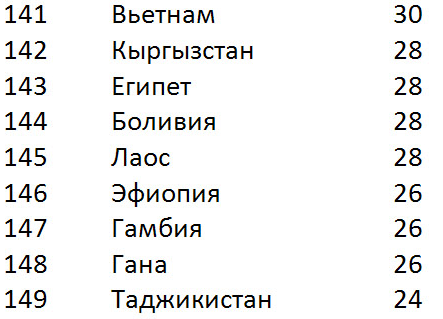 141 Вьетнам 30
142 Кыргызстан 28
143 Египет 28
144 Боливия 28
145 Лаос 28
146 Эфиопия 26
147 Гамбия 26
148 Гана 26
149 Таджикистан 24